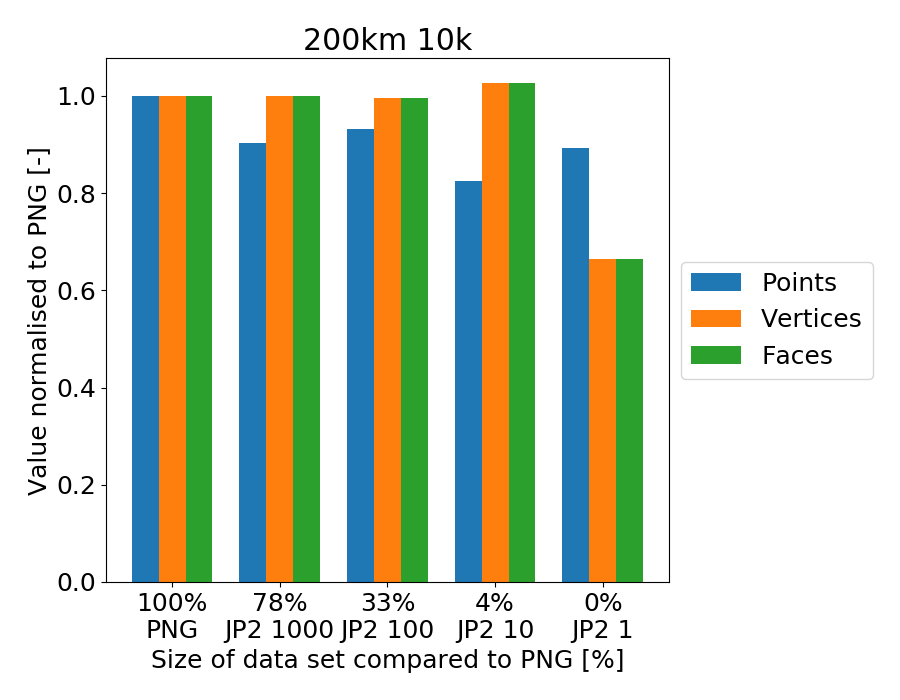 200km 10k
Value normalised to PNG [-]
1.0
0.8
0.6
0.4
0.2
0.0
100% 78% 33% 4% 0%
PNG JP2 1000 JP2 100 JP2 10 JP2 1
Size of data set compared to PNG [%]
Points
Vertices
Faces